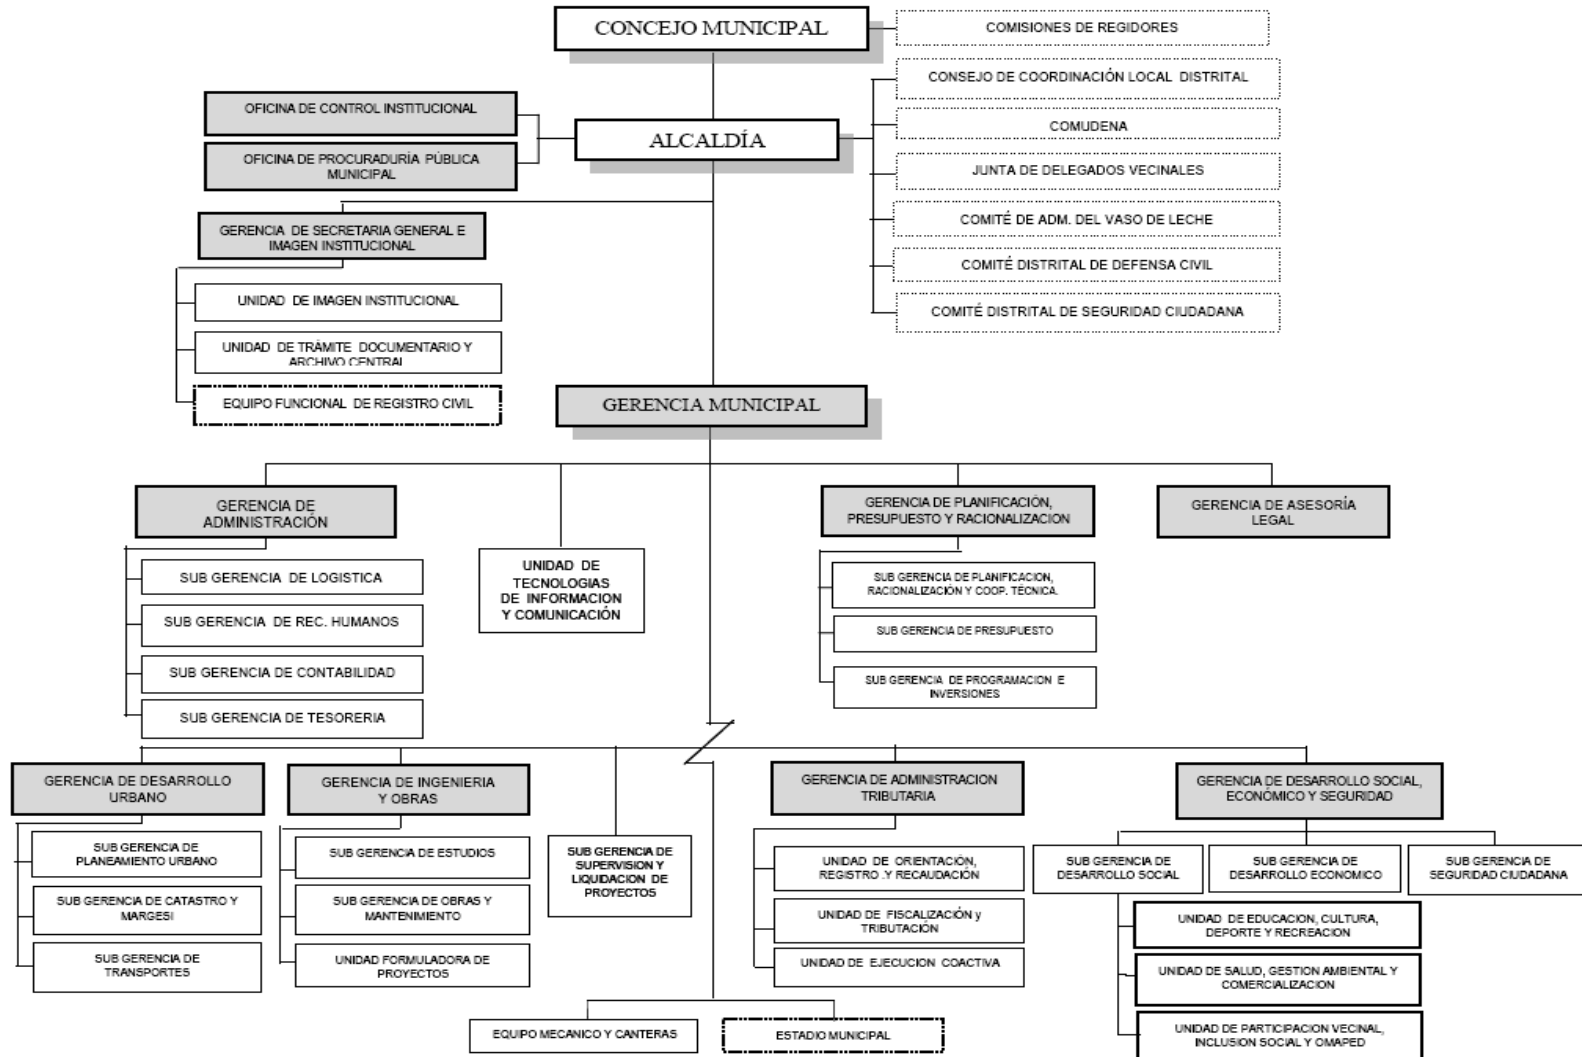 CONCEJO MUNICIPAL
COMISIONES DE REGIDORES
CONSEJO DE COORDINACIÓN LOCAL DISTRITAL
OFICINA DE CONTROL INSTITUCIONAL
COMUDENA
ALCALDÍA
OFICINA DE PROCURADURÍA PÚBLICA
MUNICIPAL
JUNTA DE DELEGADOS VECINALES
COMITÉ DE ADM. DEL VASO DE LECHE
GERENCIA DE SECRETARIA GENERAL E
IMAGEN INSTITUCIONAL
COMITÉ DISTRITAL DE DEFENSA CIVIL
UNIDAD DE IMAGEN INSTITUCIONAL
COMITÉ DISTRITAL DE SEGURIDAD CIUDADANA
UNIDAD DE TRÁMITE DOCUMENTARIO Y
ARCHIVO CENTRAL
EQUIPO FUNCIONAL DE REGISTRO CIVIL
GERENCIA MUNICIPAL
GERENCIA DE
ADMINISTRACIÓN
GERENCIA DE PLANIFICACIÓN,
PRESUPUESTO Y RACIONALIZACION
GERENCIA DE ASESORÍA
LEGAL
SUB GERENCIA DE LOGISTICA
SUB GERENCIA DE REC. HUMANOS
SUB GERENCIA DE CONTABILIDAD
SUB GERENCIA DE TESORERIA
UNIDAD DE
TECNOLOGIAS
DE INFORMACION
Y COMUNICACIÓN
SUB GERENCIA DE PLANIFICACION,
RACIONALIZACIÓN Y COOP. TÉCNICA.
SUB GERENCIA DE PRESUPUESTO
SUB GERENCIA DE PROGRAMACION E
INVERSIONES
GERENCIA DE DESARROLLO
URBANO
GERENCIA DE INGENIERIA
Y OBRAS
GERENCIA DE ADMINISTRACION
TRIBUTARIA
GERENCIA DE DESARROLLO SOCIAL,
ECONÓMICO Y SEGURIDAD
SUB GERENCIA DE
PLANEAMIENTO URBANO
SUB GERENCIA DE CATASTRO Y
MARGESI
SUB GERENCIA DE
TRANSPORTES
SUB GERENCIA DE ESTUDIOS
SUB GERENCIA DE OBRAS Y
MANTENIMIENTO
UNIDAD FORMULADORA DE
PROYECTOS
SUB GERENCIA DE
SUPERVISION Y
LIQUIDACION DE
PROYECTOS
UNIDAD DE ORIENTACIÓN,
REGISTRO .Y RECAUDACIÓN
UNIDAD DE FISCALIZACIÓN y
TRIBUTACIÓN
UNIDAD DE EJECUCION COACTIVA
SUB GERENCIA DE
DESARROLLO SOCIAL
SUB GERENCIA DE
DESARROLLO ECONOMICO
SUB GERENCIA DE
SEGURIDAD CIUDADANA
UNIDAD DE EDUCACION, CULTURA,
DEPORTE Y RECREACION
UNIDAD DE SALUD, GESTION AMBIENTAL Y
COMERCIALIZACION
UNIDAD DE PARTICIPACION VECINAL,
INCLUSION SOCIAL Y OMAPED
EQUIPO MECANICO Y CANTERAS
ESTADIO MUNICIPAL